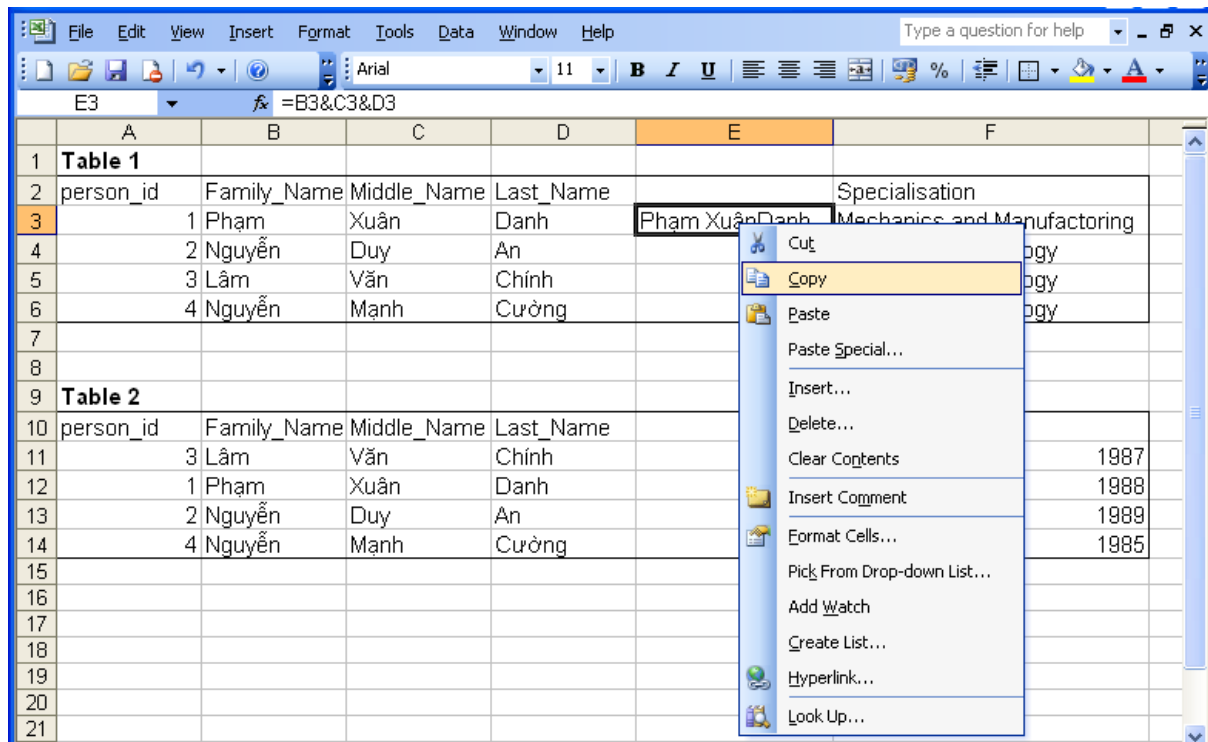 File Edit View Insert Format Tools Data Window Help Type a question for help
Arial 11 B I U %
E3 fx =B3&C3&D3
A B C D E F
1 Table 1
2 person_id Family_Name Middle_Name Last_Name Specialisation
3 1 Phạm Xuân Danh Phạm XuânDanh Mechanics and Manufactoring
4 2 Nguyễn Duy An ogy
5 3 Lâm Văn Chính ogy
6 4 Nguyễn Mạnh Cường ogy
7
8
9 Table 2
10 person_id Family_Name Middle_Name Last_Name
11 3 Lâm Văn Chính 1987
12 1 Phạm Xuân Danh 1988
13 2 Nguyễn Duy An 1989
14 4 Nguyễn Mạnh Cường 1985
15
16
17
18
19
20
21
Cut
Copy
Paste
Paste Special...
Insert...
Delete...
Clear Contents
Insert Comment
Format Cells...
Pick From Drop-down List...
Add Watch
Create List...
Hyperlink...
Look Up...